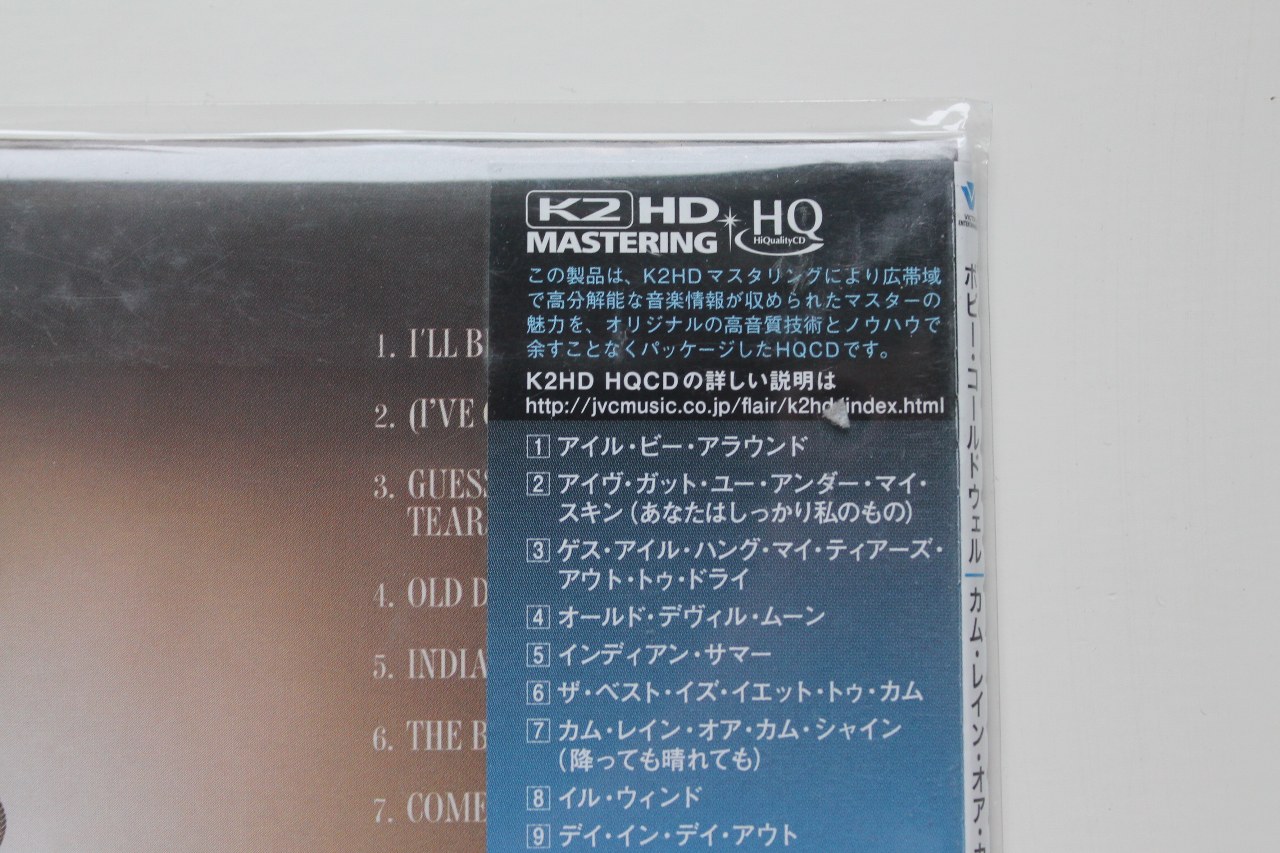 K2 HD HQ
MASTERING HiQualityCD
この製品は、K2HDマスタリングにより広帯域
で高分解能な音楽情報が収められたマスターの
魅力を、オリジナルの高音質技術とノウハウで
余すことなくパッケージしたHQCDです。
K2HD HQCDの詳しい説明は
http://jvcmusic.co.jp/flair/k2hd/index.html
1 アイル・ビー・アラウンド
2 アイヴ・ガット・ユー・アンダー・マイ・
スキン(あなたはしっかり私のもの)
3 ゲス・アイル・ハング・マイ・ティアーズ・
アウト・トゥ・ドライ
4 オールド・デヴィル・ムーン
5 インディアン・サマー
6 ザ・ベスト・イズ・イエット・トゥ・カム
7 カム・レイン・オア・カム・シャイン
(降っても晴れても)
8 イル・ウィンド
9 デイ・イン・デイ・アウト
1. I'LL B
2. (I'VE
3. GUESS
TEAR
4. OLD D
5. INDIA
6. THE B
7. COME
ボビー・コールドウェル カム・レイン・オア・カ